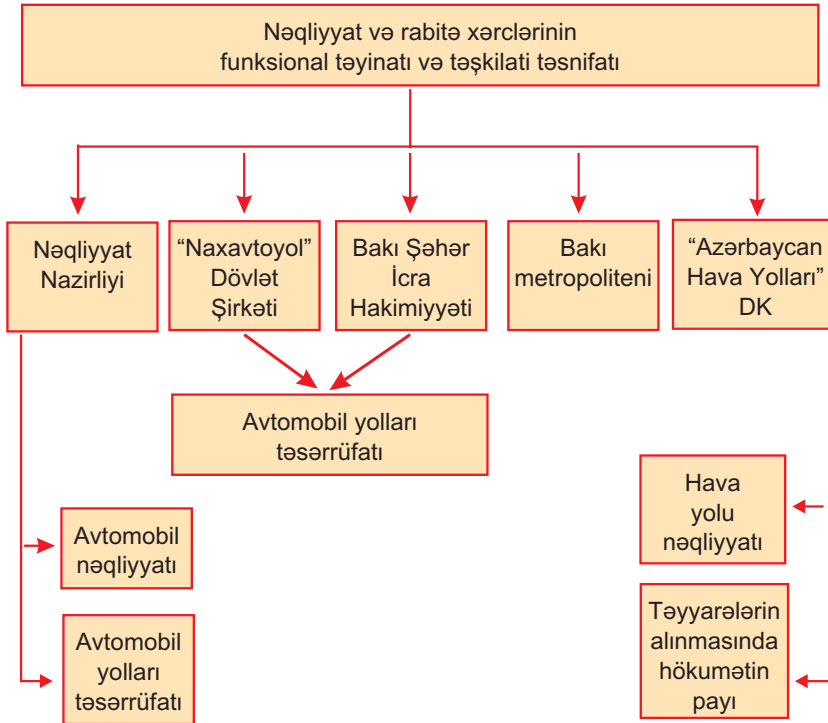 Nəqliyyat və rabitə xərclərinin
funksional təyinatı və təşkilati təsnifatı
Nəqliyyat
Nazirliyi
“Naxavtoyol”
Dövlət
Şirkəti
Bakı Şəhər
İcra
Hakimiyyəti
Bakı
metropoliteni
“Azərbaycan
Hava Yolları”
DK
Avtomobil yolları
təsərrüfatı
Avtomobil
nəqliyyatı
Avtomobil
yolları
təsərrüfatı
Hava
yolu
nəqliyyatı
Təyyarələrin
alınmasında
hökumətin
payı